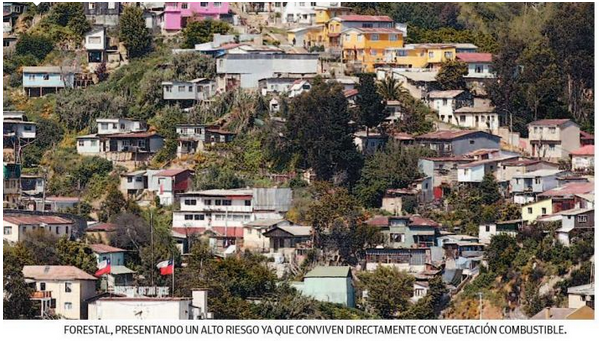 FORESTAL, PRESENTANDO UN ALTO RIESGO YA QUE CONVIVEN DIRECTAMENTE CON VEGETACIÓN COMBUSTIBLE.